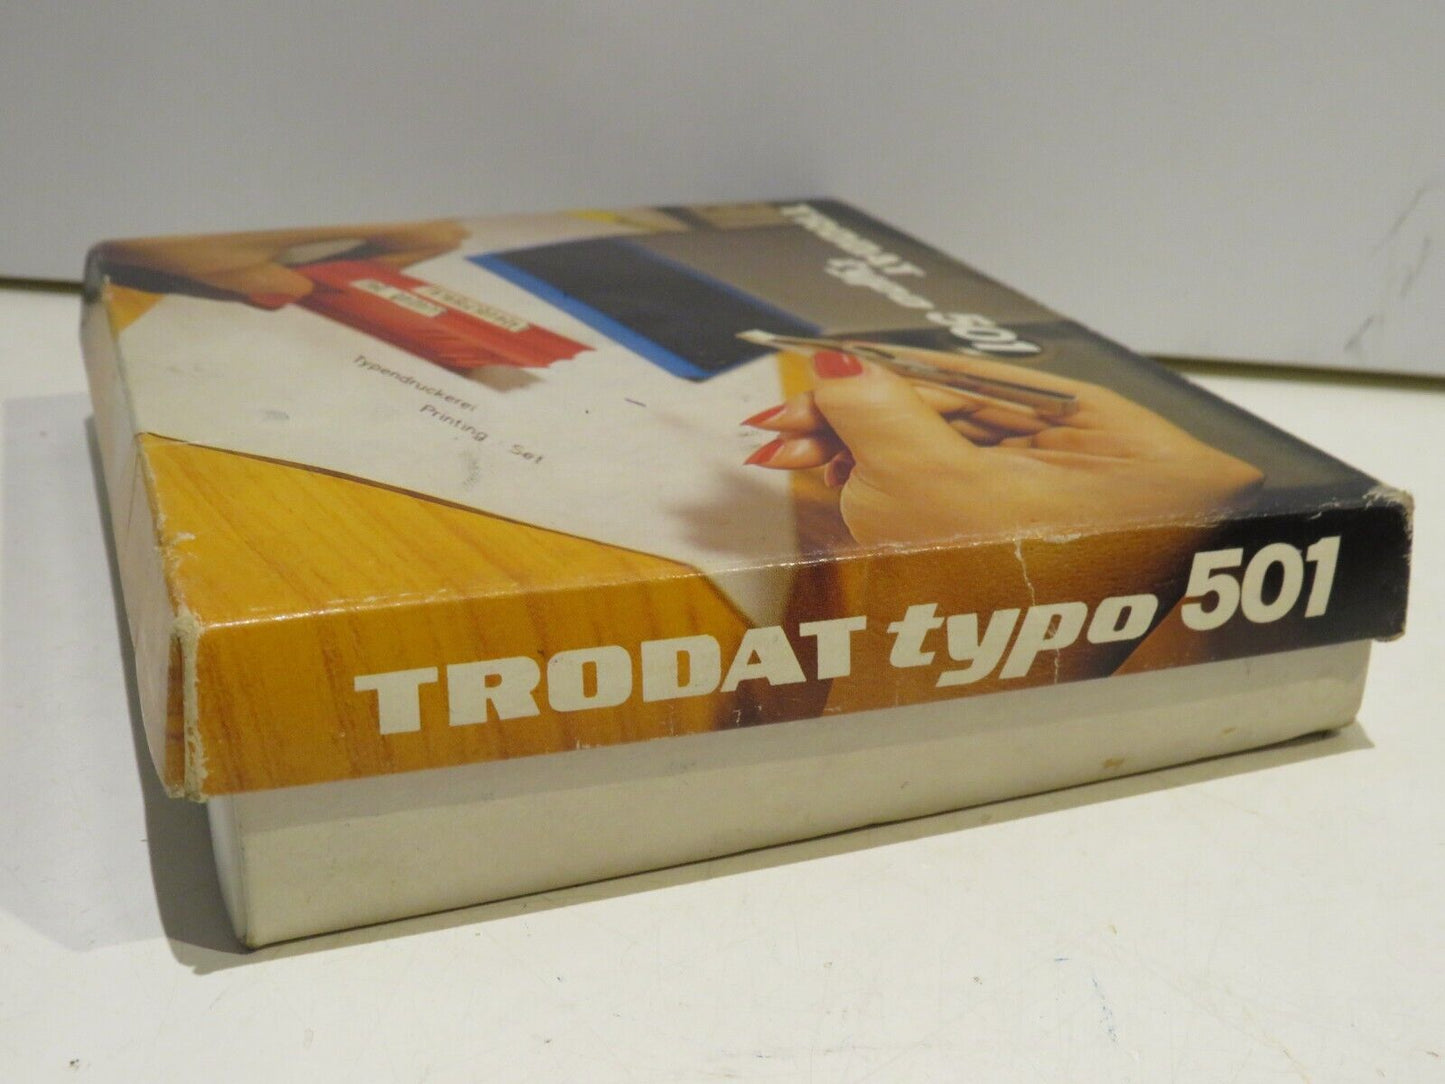 TRODAT
typo 501
Typendruckerei
Printing Set
TRODAT typo 501